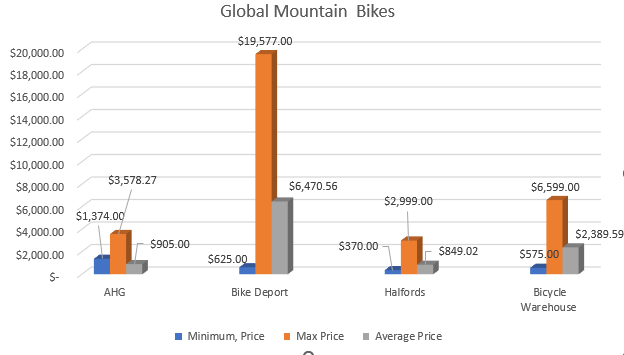 Global Mountain Bikes
$20,000.00
$18,000.00
$16,000.00
$14,000.00
$12,000.00
$10,000.00
$8,000.00
$6,000.00
$4,000.00
$2,000.00
$-
$1,374.00
$3,578.27
$905.00
$625.00
$19,577.00
$6,470.56
$370.00
$2,999.00
$849.02
$575.00
$6,599.00
$2,389.59
AHG
Bike Deport
Halfords
Bicycle
Warehouse
Minimum, Price
Max Price
Average Price